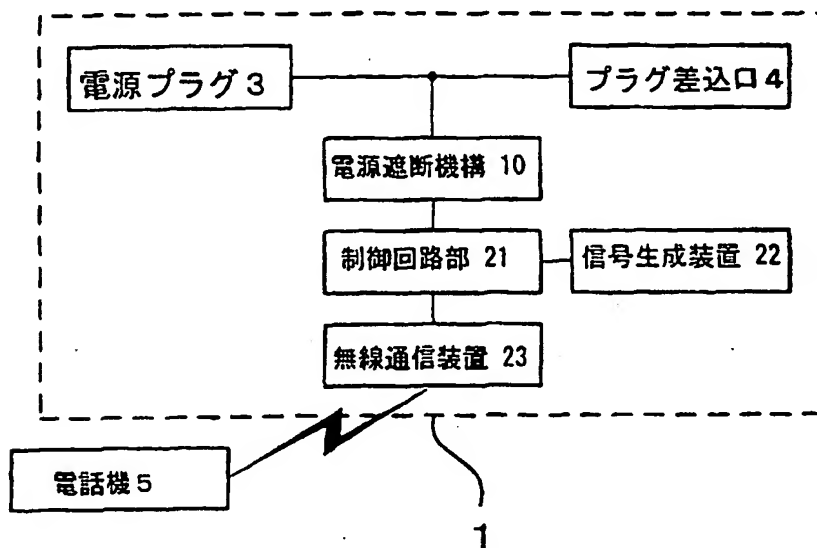 電源プラグ3
プラグ差込口4
電源遮断機構 10
制御回路部 21
信号生成装置 22
無線通信装置 23
電話機5
1